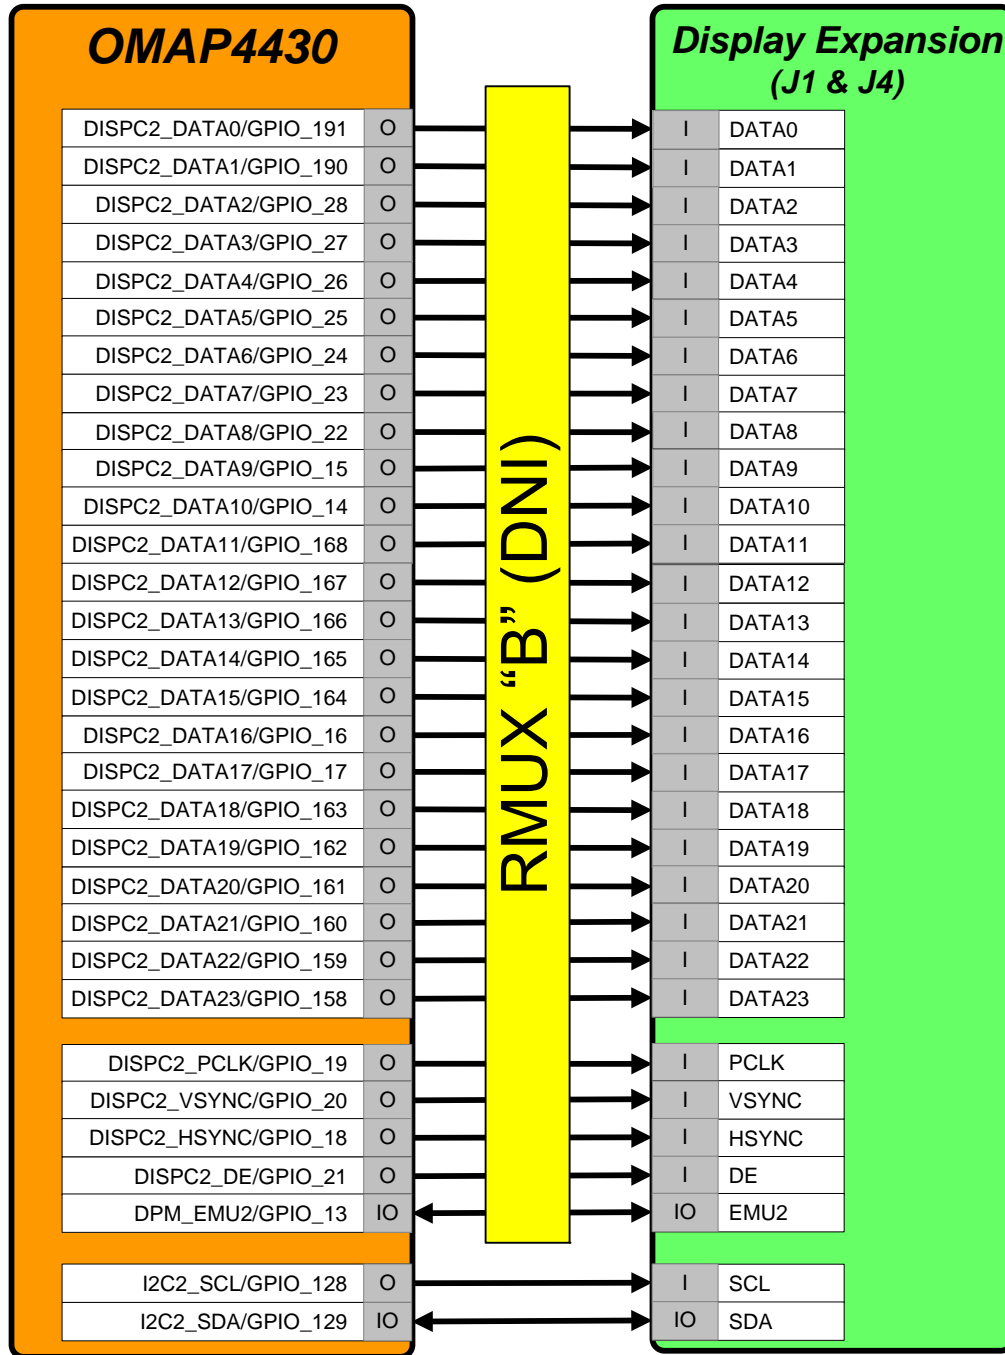 OMAP4430
Display Expansion
(J1 & J4)
DISPC2_DATA0/GPIO_191 O I DATA0
DISPC2_DATA1/GPIO_190 O I DATA1
DISPC2_DATA2/GPIO_28 O I DATA2
DISPC2_DATA3/GPIO_27 O I DATA3
DISPC2_DATA4/GPIO_26 O I DATA4
DISPC2_DATA5/GPIO_25 O I DATA5
DISPC2_DATA6/GPIO_24 O I DATA6
DISPC2_DATA7/GPIO_23 O I DATA7
DISPC2_DATA8/GPIO_22 O I DATA8
DISPC2_DATA9/GPIO_15 O I DATA9
DISPC2_DATA10/GPIO_14 O I DATA10
DISPC2_DATA11/GPIO_168 O I DATA11
DISPC2_DATA12/GPIO_167 O I DATA12
DISPC2_DATA13/GPIO_166 O I DATA13
DISPC2_DATA14/GPIO_165 O I DATA14
DISPC2_DATA15/GPIO_164 O I DATA15
DISPC2_DATA16/GPIO_16 O I DATA16
DISPC2_DATA17/GPIO_17 O I DATA17
DISPC2_DATA18/GPIO_163 O I DATA18
DISPC2_DATA19/GPIO_162 O I DATA19
DISPC2_DATA20/GPIO_161 O I DATA20
DISPC2_DATA21/GPIO_160 O I DATA21
DISPC2_DATA22/GPIO_159 O I DATA22
DISPC2_DATA23/GPIO_158 O I DATA23
DISPC2_PCLK/GPIO_19 O I PCLK
DISPC2_VSYNC/GPIO_20 O I VSYNC
DISPC2_HSYNC/GPIO_18 O I HSYNC
DISPC2_DE/GPIO_21 O I DE
DPM_EMU2/GPIO_13 IO IO EMU2
I2C2_SCL/GPIO_128 O I SCL
I2C2_SDA/GPIO_129 IO IO SDA
RMUX “B” (DNI)